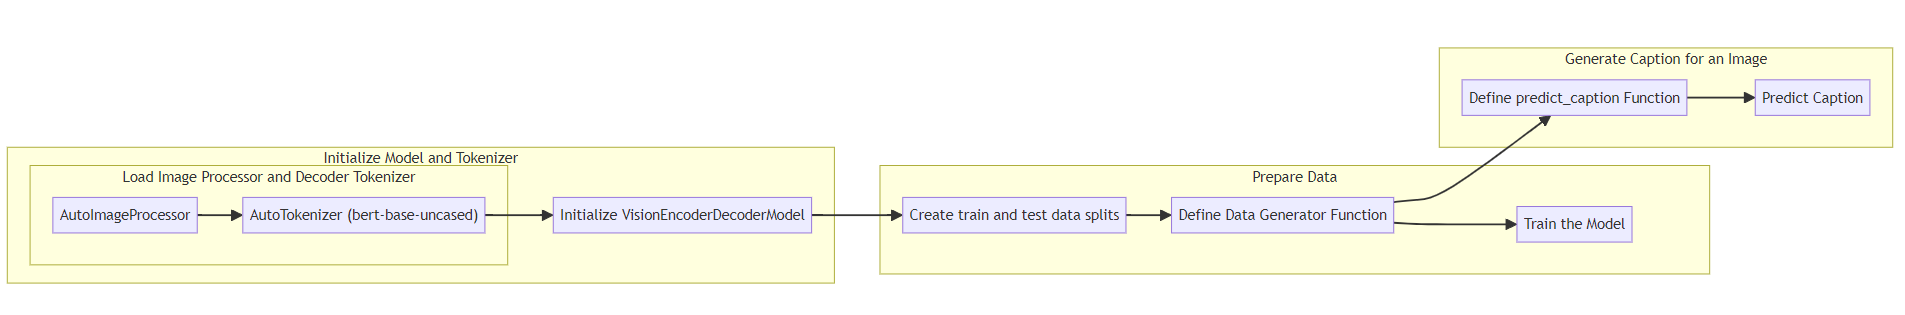 Initialize Model and Tokenizer
Load Image Processor and Decoder Tokenizer
AutoImageProcessor
AutoTokenizer (bert-base-uncased)
Initialize VisionEncoderDecoderModel
Prepare Data
Create train and test data splits
Define Data Generator Function
Train the Model
Generate Caption for an Image
Define predict_caption Function
Predict Caption